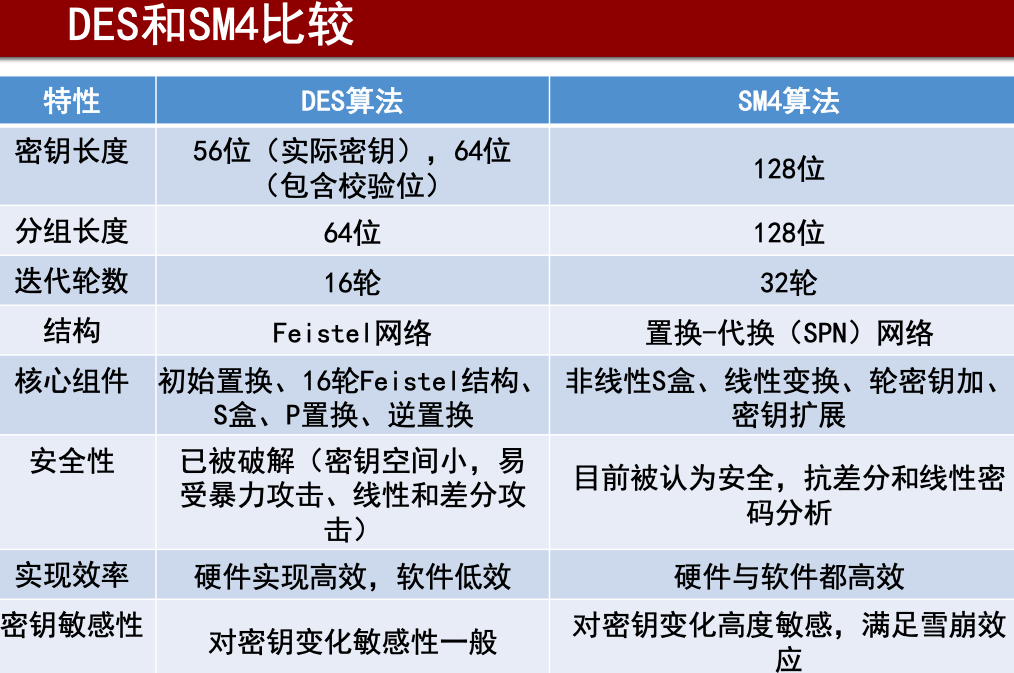 DES和SM4比较
特性 DES算法 SM4算法
密钥长度 56位（实际密钥），64位
（包含校验位） 128位
分组长度 64位 128位
迭代轮数 16轮 32轮
结构 Feistel网络 置换-代换（SPN）网络
核心组件 初始置换、16轮Feistel结构、
S盒、P置换、逆置换 非线性S盒、线性变换、轮密钥加、
密钥扩展
安全性 已被破解（密钥空间小，易
受暴力攻击、线性和差分攻
击） 目前被认为安全，抗差分和线性密
码分析
实现效率 硬件实现高效，软件低效 硬件与软件都高效
密钥敏感性 对密钥变化敏感性一般 对密钥变化高度敏感，满足雪崩效
应